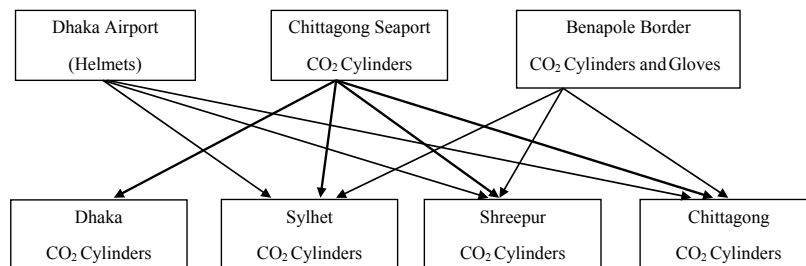 Dhaka Airport
(Helmets)
Chittagong Seaport
CO₂ Cylinders
Benapole Border
CO₂ Cylinders and Gloves
Dhaka
CO₂ Cylinders
Sylhet
CO₂ Cylinders
Shreepur
CO₂ Cylinders
Chittagong
CO₂ Cylinders